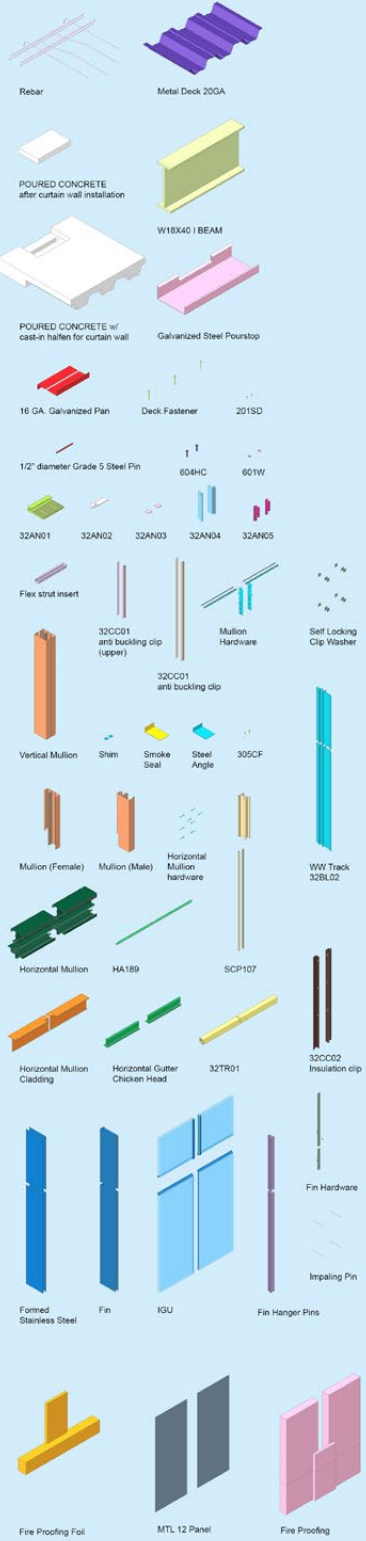 Rebar
Metal Deck 20GA
POURED CONCRETE
after curtain wall installation
W18X40 I BEAM
POURED CONCRETE w/
cast-in halfen for curtain wall
Galvanized Steel Pourstop
16 GA. Galvanized Pan
Deck Fastener
201SD
1/2" diameter Grade 5 Steel Pin
604HC
601W
32AN01
32AN02
32AN03
32AN04
32AN05
Flex strut insert
32CC01
anti buckling clip
(upper)
Mullion
Hardware
Self Locking
Clip Washer
32CC01
anti buckling clip
Vertical Mullion
Shim
Smoke
Seal
Steel
Angle
305CF
Mullion (Female)
Mullion (Male)
Horizontal
Mullion
hardware
WW Track
32BL02
Horizontal Mullion
HA189
SCP107
Horizontal Mullion
Cladding
Horizontal Gutter
Chicken Head
32TR01
32CC02
Insulation clip
Fin Hardware
Impaling Pin
Formed
Stainless Steel
Fin
IGU
Fin Hanger Pins
Fire Proofing Foil
MTL 12 Panel
Fire Proofing